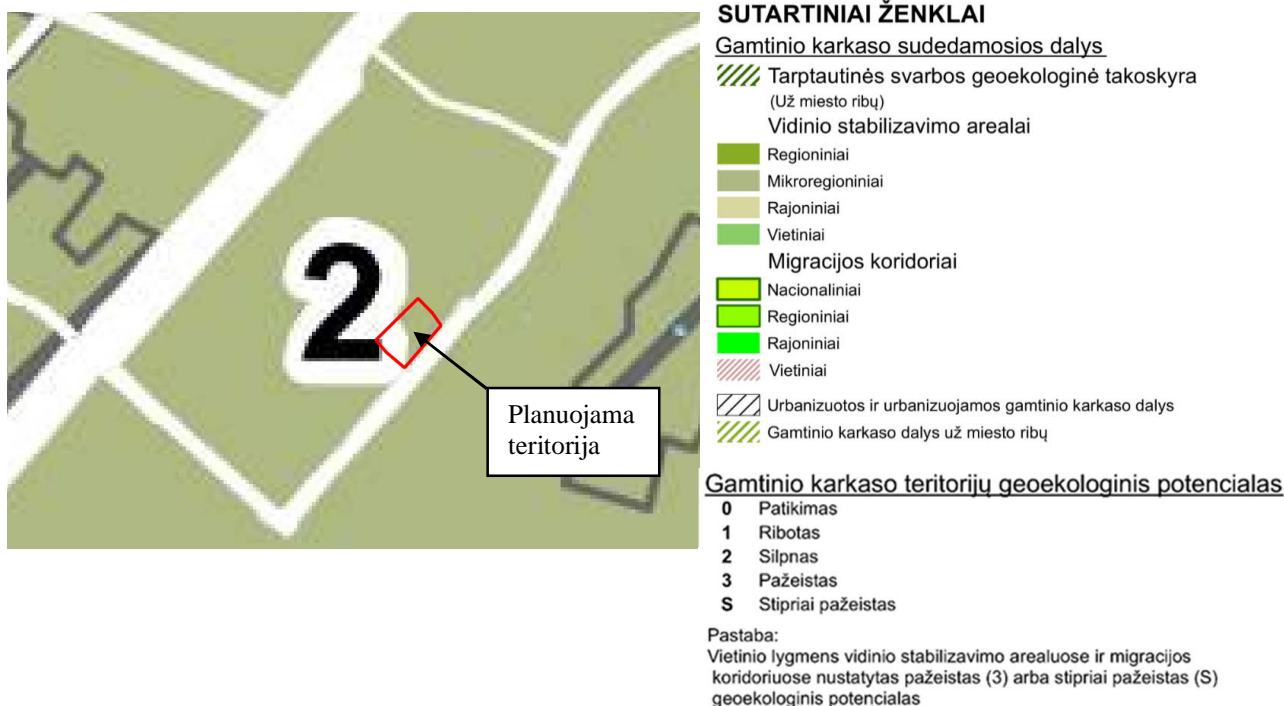 2
Planuojama
teritorija
SUTARTINIAI ŽENKLAI
Gamtinio karkaso sudedamosios dalys
Tarptautinės svarbos geoekologinė takoskyra
(Už miesto ribų)
Vidinio stabilizavimo arealai
Regioniniai
Mikroregioniniai
Rajoniniai
Vietiniai
Migracijos koridoriai
Nacionaliniai
Regioniniai
Rajoniniai
Vietiniai
Urbanizuotos ir urbanizuojamos gamtinio karkaso dalys
Gamtinio karkaso dalys už miesto ribų
Gamtinio karkaso teritorijų geoekologinis potencialas
0 Patikimas
1 Ribotas
2 Silpnas
3 Pažeistas
S Stipriai pažeistas
Pastaba:
Vietinio lygmens vidinio stabilizavimo arealuose ir migracijos
koridoriuose nustatytas pažeistas (3) arba stipriai pažeistas (S)
geoekologinis potencialas